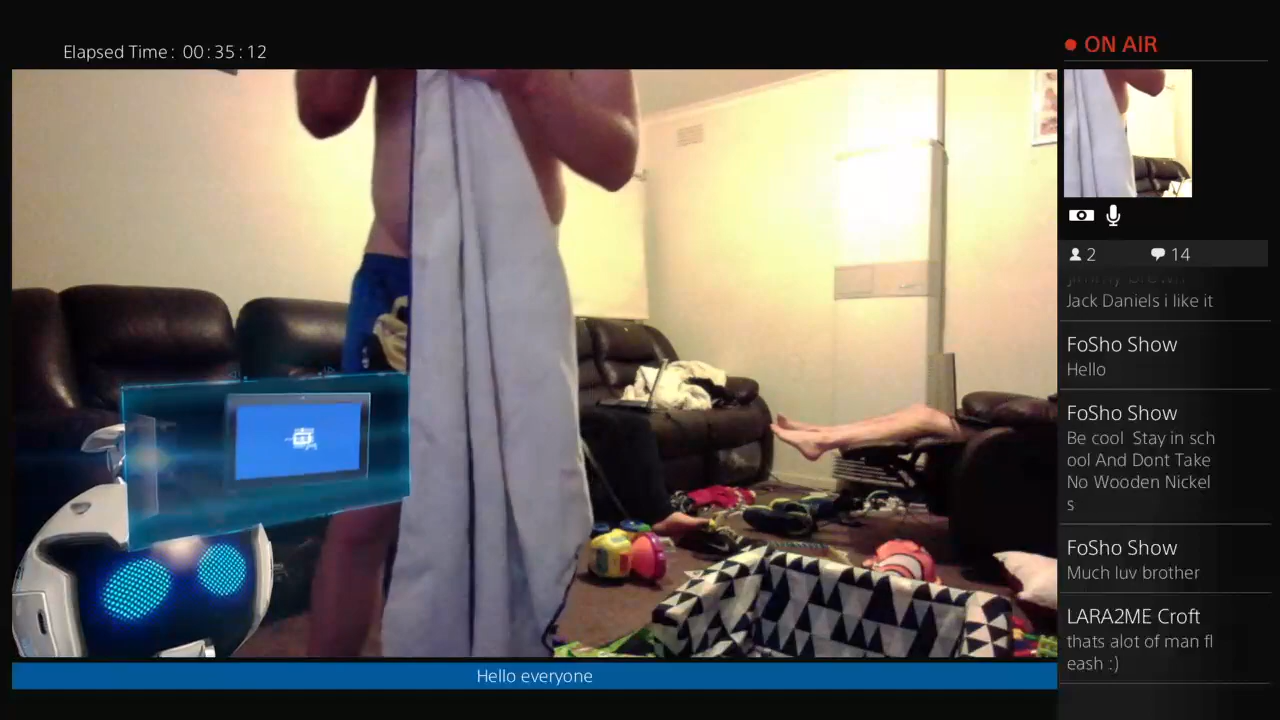 Elapsed Time: 00:35:12
ON AIR
2
14
Jimmy Brown
Jack Daniels i like it
FoSho Show
Hello
FoSho Show
Be cool Stay in sch
ool And Dont Take
No Wooden Nickel
s
FoSho Show
Much luv brother
LARA2ME Croft
thats alot of man fl
eash :)
Hello everyone